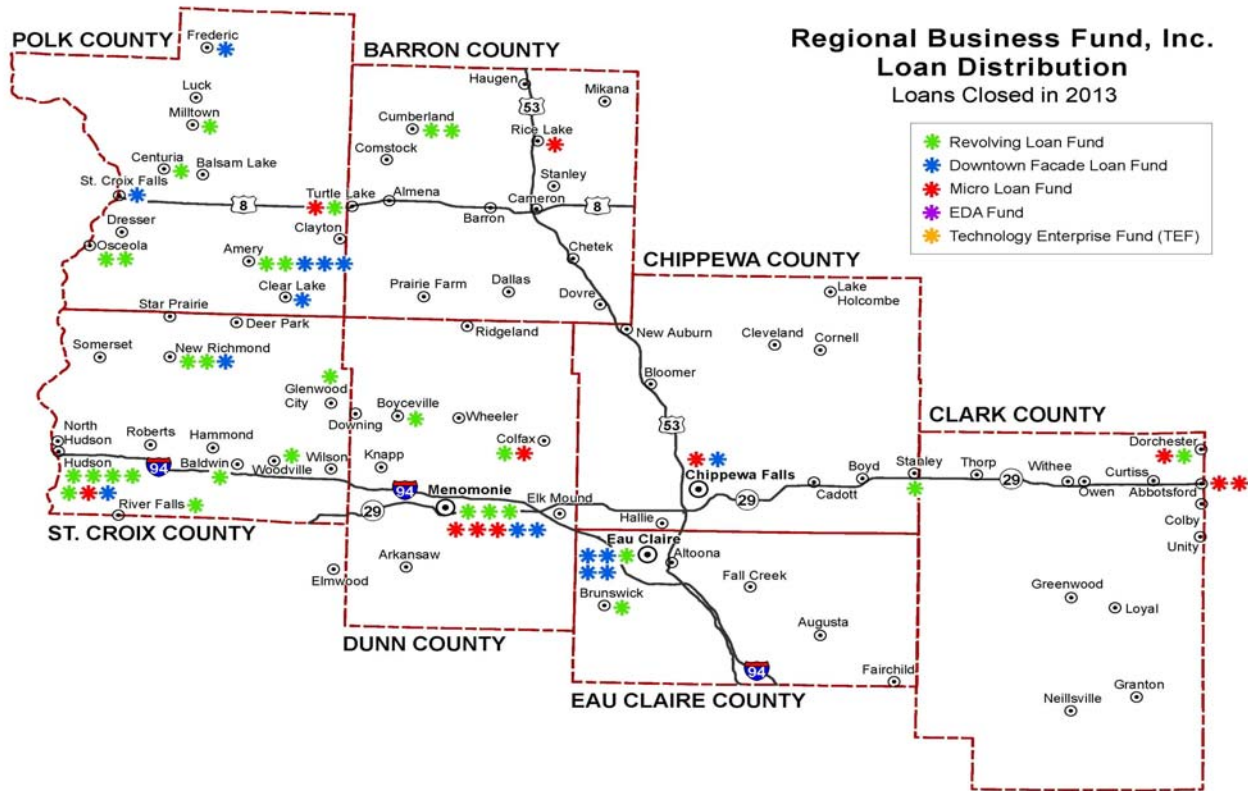 Regional Business Fund, Inc.
Loan Distribution
Loans Closed in 2013
Revolving Loan Fund
Downtown Facade Loan Fund
Micro Loan Fund
EDA Fund
Technology Enterprise Fund (TEF)
POLK COUNTY
Frederic
Luck
Milltown
Centuria
Balsam Lake
St. Croix Falls
8
Turtle Lake
Dresser
Clayton
Osceola
Amery
Clear Lake
BARRON COUNTY
Haugen
Mikana
53
Cumberland
Rice Lake
Comstock
Stanley
Almena
Cameron
8
Barron
Chetek
Prairie Farm
Dallas
Dovre
CHIPPEWA COUNTY
Lake
Holcombe
New Auburn
Cleveland
Cornell
Bloomer
53
Chippewa Falls
Cadott
Boyd
Stanley
29
Hallie
Star Prairie
Deer Park
Somerset
New Richmond
Glenwood
City
North
Hudson
Roberts
Hammond
Hudson
94
Baldwin
Woodville
Wilson
River Falls
ST. CROIX COUNTY
Ridgeland
Boyceville
Wheeler
Downing
Colfax
Knapp
94
Menomonie
Elk Mound
29
Arkansaw
Elmwood
DUNN COUNTY
Eau Claire
Altoona
Fall Creek
Brunswick
Augusta
94
Fairchild
EAU CLAIRE COUNTY
CLARK COUNTY
Dorchester
Thorp
Withee
Curtiss
29
Owen
Abbotsford
Colby
Unity
Greenwood
Loyal
Granton
Neillsville